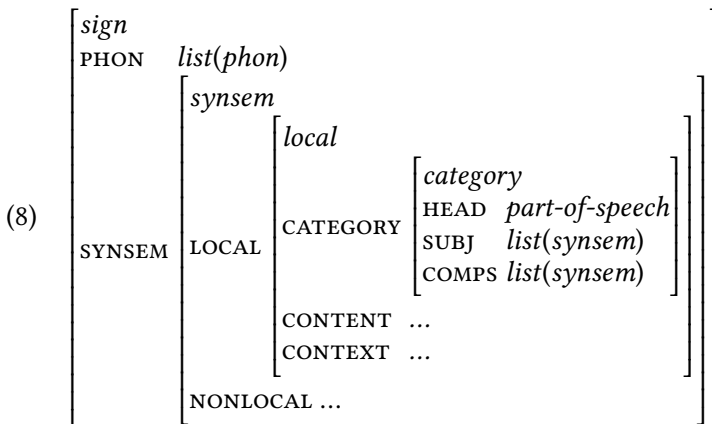 sign
PHON list(phon)
synsem
local
category
HEAD part-of-speech
(8)
CATEGORY
SUBJ list(synsem)
SYNSEM LOCAL
COMPS list(synsem)
CONTENT ...
CONTEXT ...
NONLOCAL ...